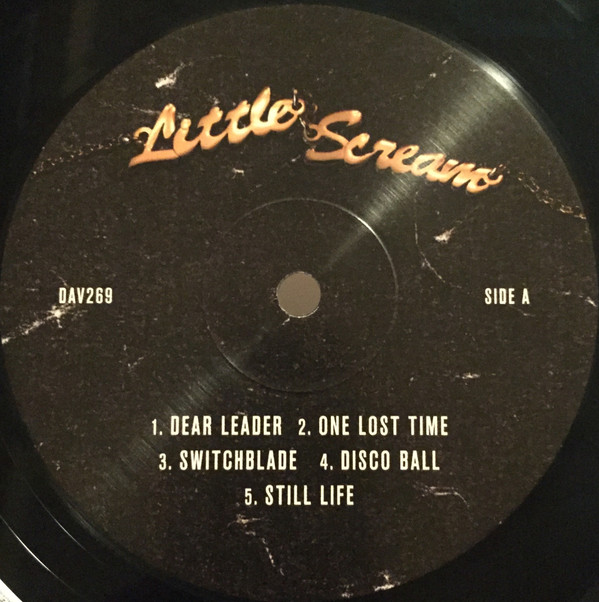 Little Scream
DAV269
SIDE A
1. DEAR LEADER 2. ONE LOST TIME
3. SWITCHBLADE 4. DISCO BALL
5. STILL LIFE